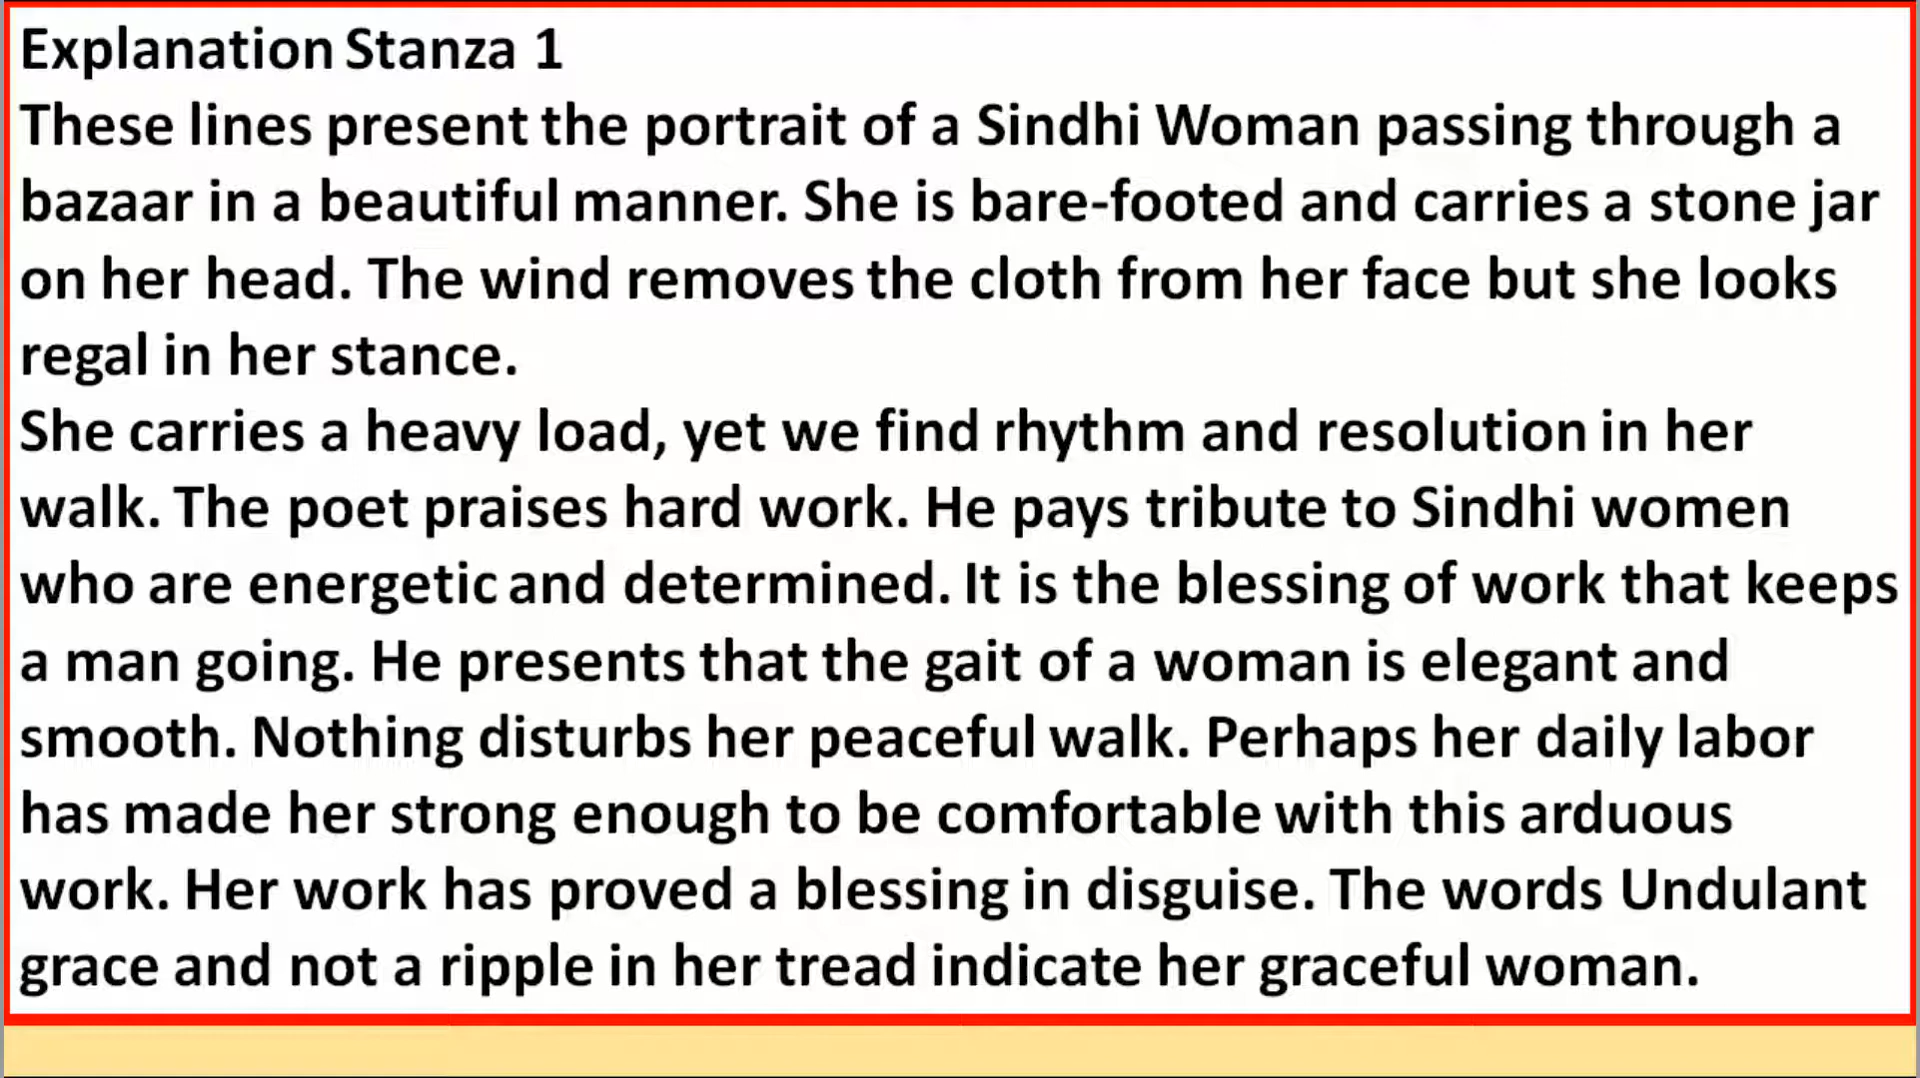 Explanation Stanza 1
These lines present the portrait of a Sindhi Woman passing through a
bazaar in a beautiful manner. She is bare-footed and carries a stone jar
on her head. The wind removes the cloth from her face but she looks
regal in her stance.
She carries a heavy load, yet we find rhythm and resolution in her
walk. The poet praises hard work. He pays tribute to Sindhi women
who are energetic and determined. It is the blessing of work that keeps
a man going. He presents that the gait of a woman is elegant and
smooth. Nothing disturbs her peaceful walk. Perhaps her daily labor
has made her strong enough to be comfortable with this arduous
work. Her work has proved a blessing in disguise. The words Undulant
grace and not a ripple in her tread indicate her graceful woman.